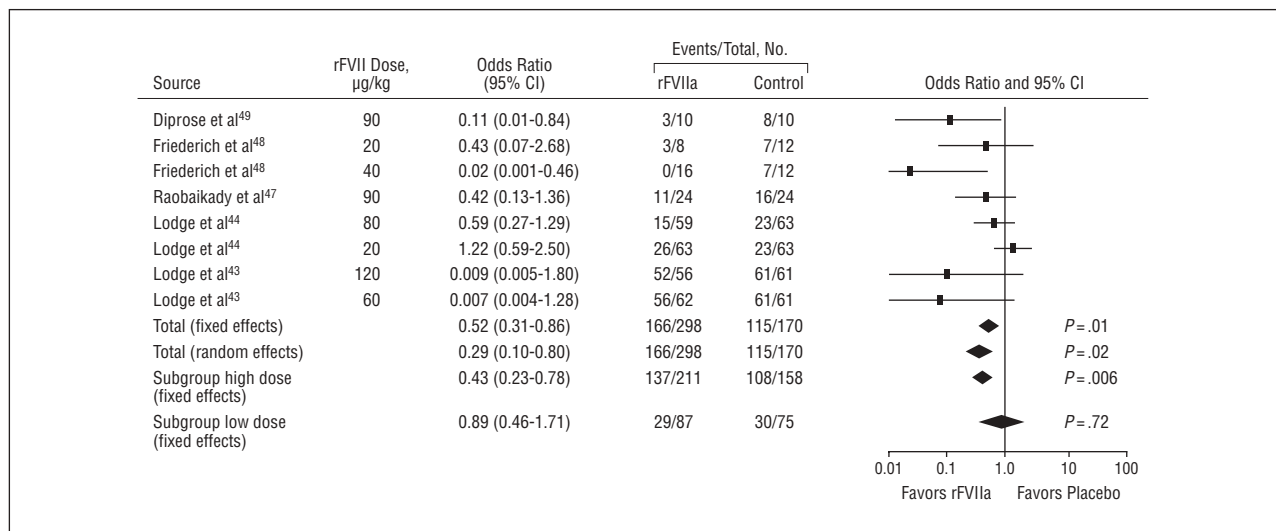 Events/Total, No.
Source rFVII Dose, µg/kg Odds Ratio (95% CI) rFVIIa Control Odds Ratio and 95% CI
Diprose et al49 90 0.11 (0.01-0.84) 3/10 8/10
Friederich et al48 20 0.43 (0.07-2.68) 3/8 7/12
Friederich et al48 40 0.02 (0.001-0.46) 0/16 7/12
Raobaikady et al47 90 0.42 (0.13-1.36) 11/24 16/24
Lodge et al44 80 0.59 (0.27-1.29) 15/59 23/63
Lodge et al44 20 1.22 (0.59-2.50) 26/63 23/63
Lodge et al43 120 0.009 (0.005-1.80) 52/56 61/61
Lodge et al43 60 0.007 (0.004-1.28) 56/62 61/61
Total (fixed effects) 0.52 (0.31-0.86) 166/298 115/170 P = .01
Total (random effects) 0.29 (0.10-0.80) 166/298 115/170 P = .02
Subgroup high dose 0.43 (0.23-0.78) 137/211 108/158 P = .006
(fixed effects)
Subgroup low dose 0.89 (0.46-1.71) 29/87 30/75 P = .72
(fixed effects)
0.01 0.1 1.0 10 100
Favors rFVIIa Favors Placebo